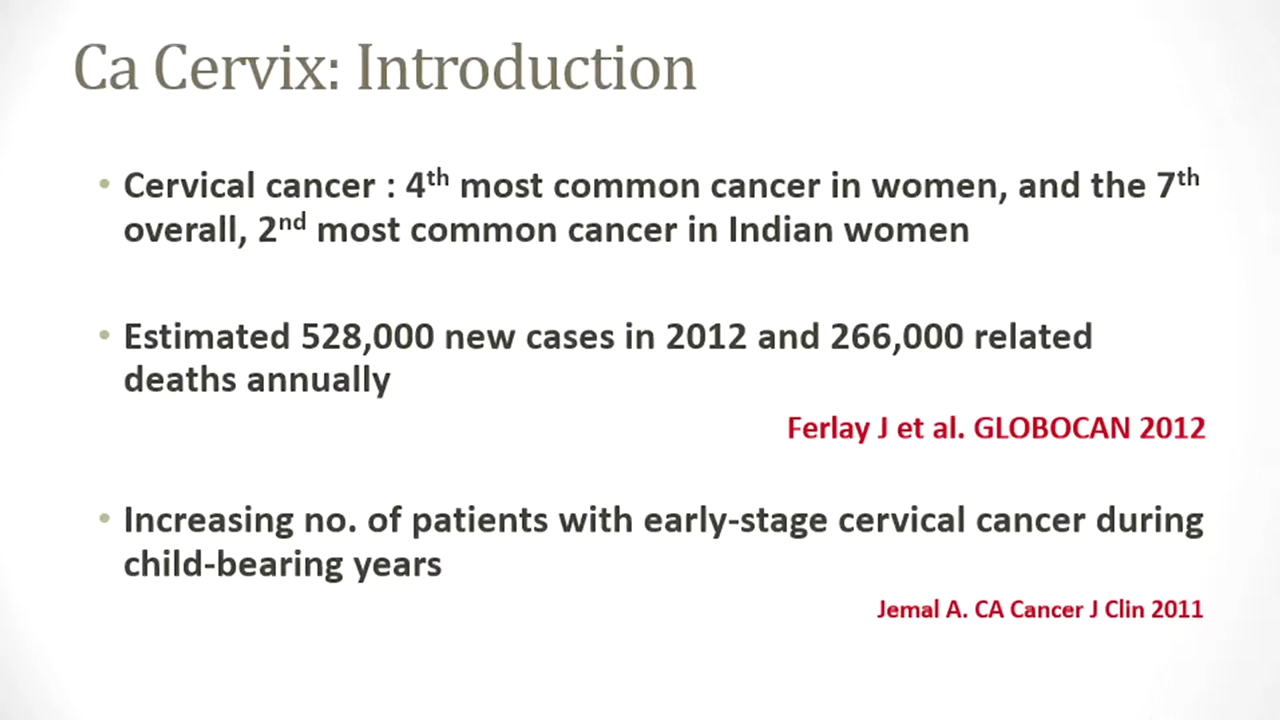 Ca Cervix: Introduction
• Cervical cancer : 4th most common cancer in women, and the 7th
overall, 2nd most common cancer in Indian women
• Estimated 528,000 new cases in 2012 and 266,000 related
deaths annually
Ferlay J et al. GLOBOCAN 2012
• Increasing no. of patients with early-stage cervical cancer during
child-bearing years
Jemal A. CA Cancer J Clin 2011